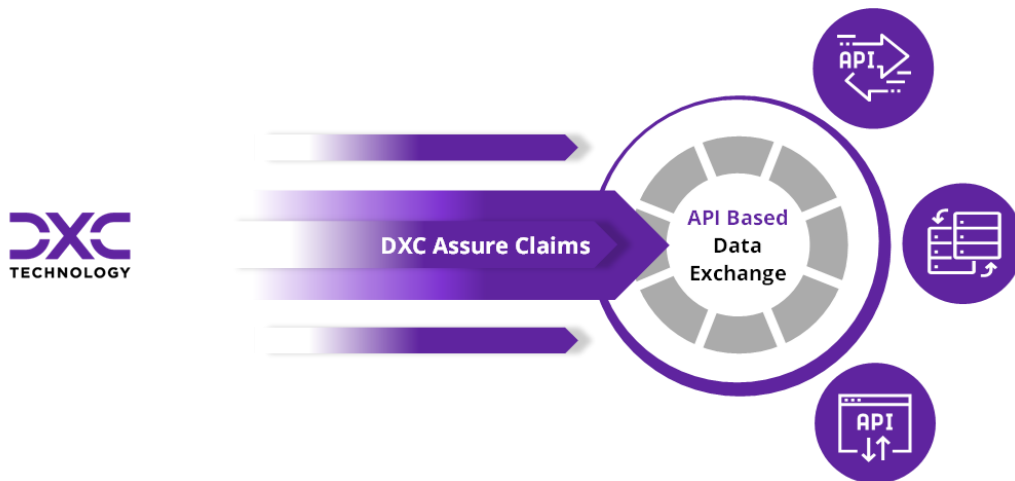 DXC
TECHNOLOGY
DXC Assure Claims
API Based
Data
Exchange
API
API